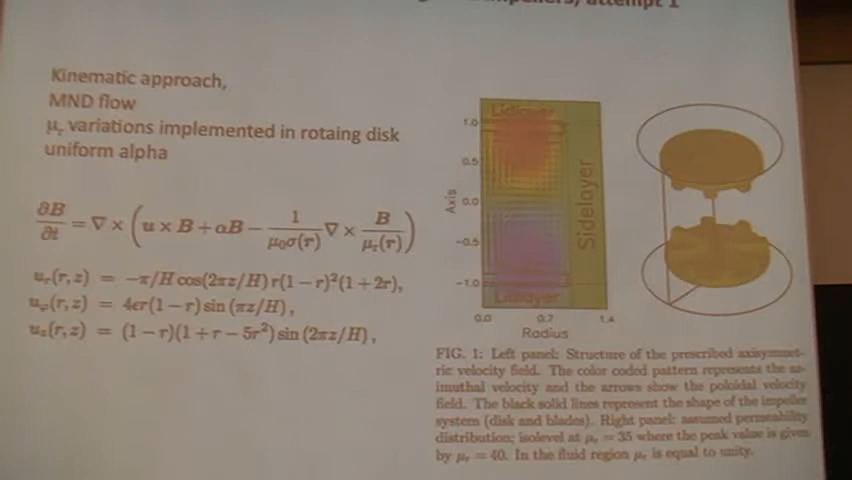 attempt 1
Kinematic approach,
MND flow
μr variations implemented in rotaing disk
uniform alpha
∂B/∂t = ∇ × (u × B + αB − 1/(μ0σ(r)) ∇ × B/μr(r))
ur(r, z) = −π/H cos(2πz/H) r(1 − r)²(1 + 2r),
uφ(r, z) = 4ϵr(1 − r) sin (πz/H),
uz(r, z) = (1 − r)(1 + r − 5r²) sin (2πz/H),
Lidlayer
1.0
0.5
0.0
−0.5
−1.0
Axis
Sidelayer
Lidlayer
0.0 0.7 1.4
Radius
FIG. 1: Left panel: Structure of the prescribed axisymmet-
ric velocity field. The color coded pattern represents the az-
imuthal velocity and the arrows show the poloidal velocity
field. The black solid lines represent the shape of the impeller
system (disk and blades). Right panel: assumed permeability
distribution; isolevel at μr = 35 where the peak value is given
by μr = 40. In the fluid region μr is equal to unity.